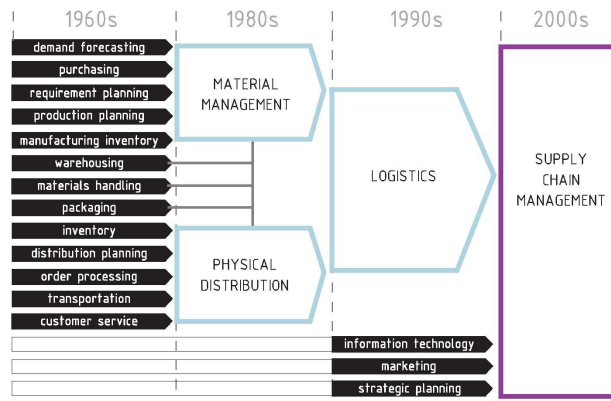 1960s 1980s 1990s 2000s
demand forecasting
purchasing
requirement planning
production planning
manufacturing inventory
warehousing
materials handling
packaging
inventory
distribution planning
order processing
transportation
customer service
MATERIAL
MANAGEMENT
PHYSICAL
DISTRIBUTION
LOGISTICS
information technology
marketing
strategic planning
SUPPLY
CHAIN
MANAGEMENT